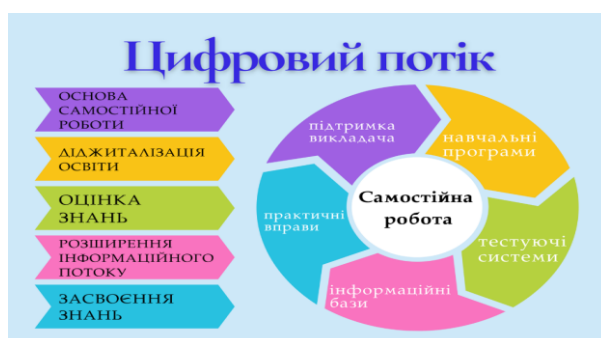 Цифровий потік
ОСНОВА
САМОСТІЙНОЇ
РОБОТИ
ДІДЖИТАЛІЗАЦІЯ
ОСВІТИ
ОЦІНКА
ЗНАНЬ
РОЗШИРЕННЯ
ІНФОРМАЦІЙНОГО
ПОТОКУ
ЗАСВОЄННЯ
ЗНАНЬ
підтримка
викладача
навчальні
програми
тестуючі
системи
інформаційні
бази
практичні
вправи
Самостійна
робота